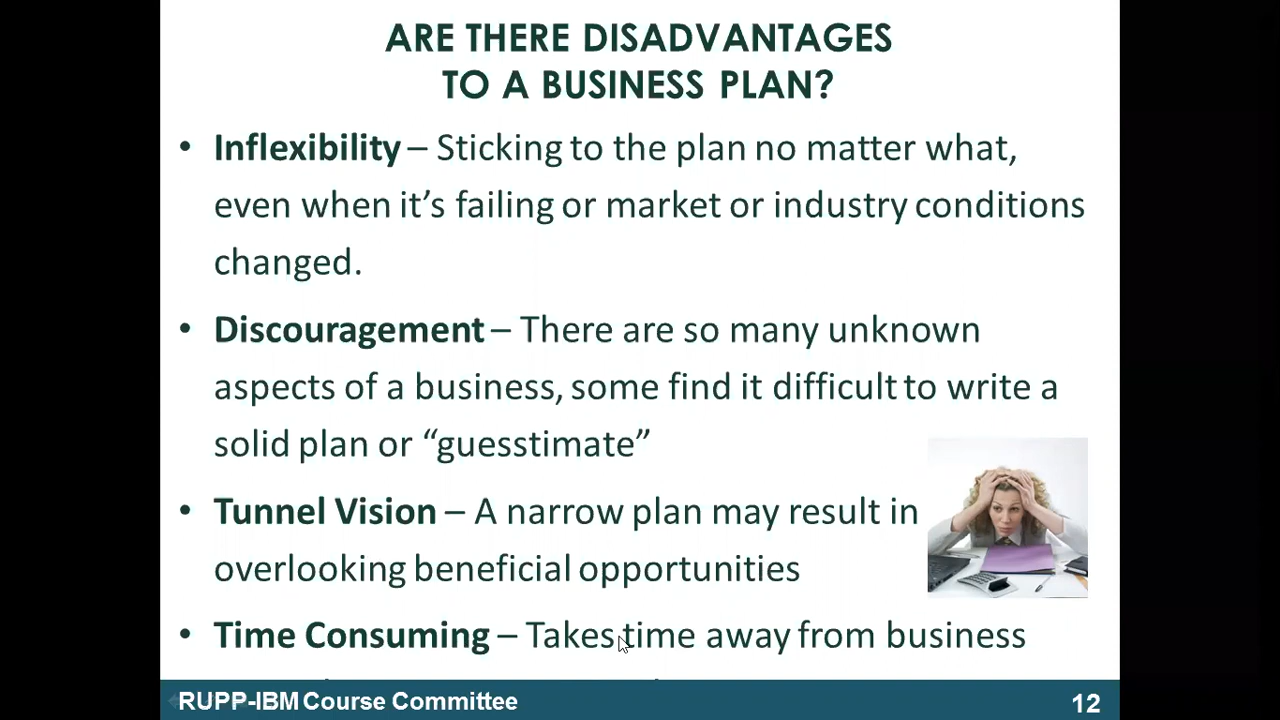 ARE THERE DISADVANTAGES
TO A BUSINESS PLAN?
• Inflexibility – Sticking to the plan no matter what,
even when it’s failing or market or industry conditions
changed.
• Discouragement – There are so many unknown
aspects of a business, some find it difficult to write a
solid plan or “guesstimate”
• Tunnel Vision – A narrow plan may result in
overlooking beneficial opportunities
• Time Consuming – Takes time away from business
RUPP-IBM Course Committee
12